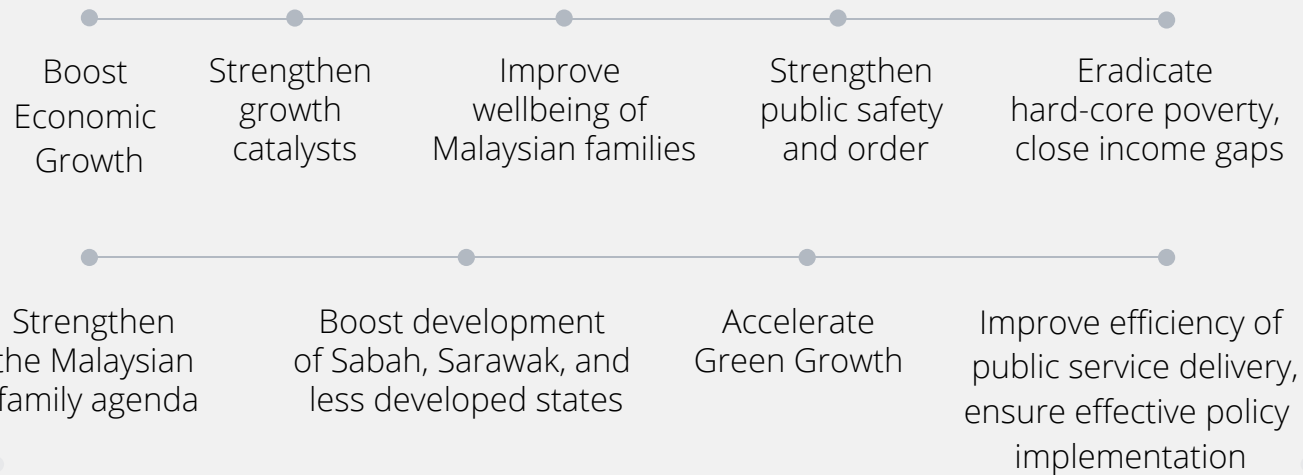 Boost
Economic
Growth
Strengthen
growth
catalysts
Improve
wellbeing of
Malaysian families
Strengthen
public safety
and order
Eradicate
hard-core poverty,
close income gaps
Strengthen
the Malaysian
family agenda
Boost development
of Sabah, Sarawak, and
less developed states
Accelerate
Green Growth
Improve efficiency of
public service delivery,
ensure effective policy
implementation